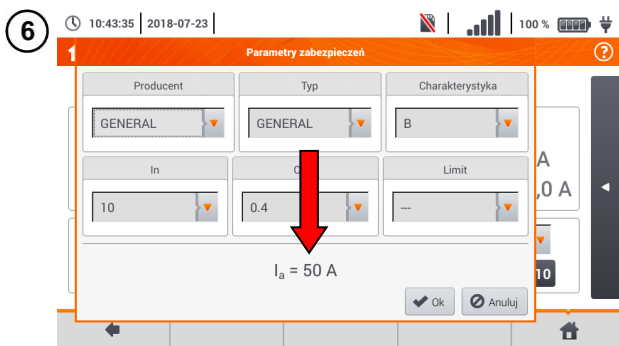 6
10:43:35 2018-07-23 100 %
1 Parametry zabezpieczeń ?
Producent Typ Charakterystyka
GENERAL GENERAL B
In Limit
10 0.4 ---
A
,0 A
Ia = 50 A
10
Ok Anuluj